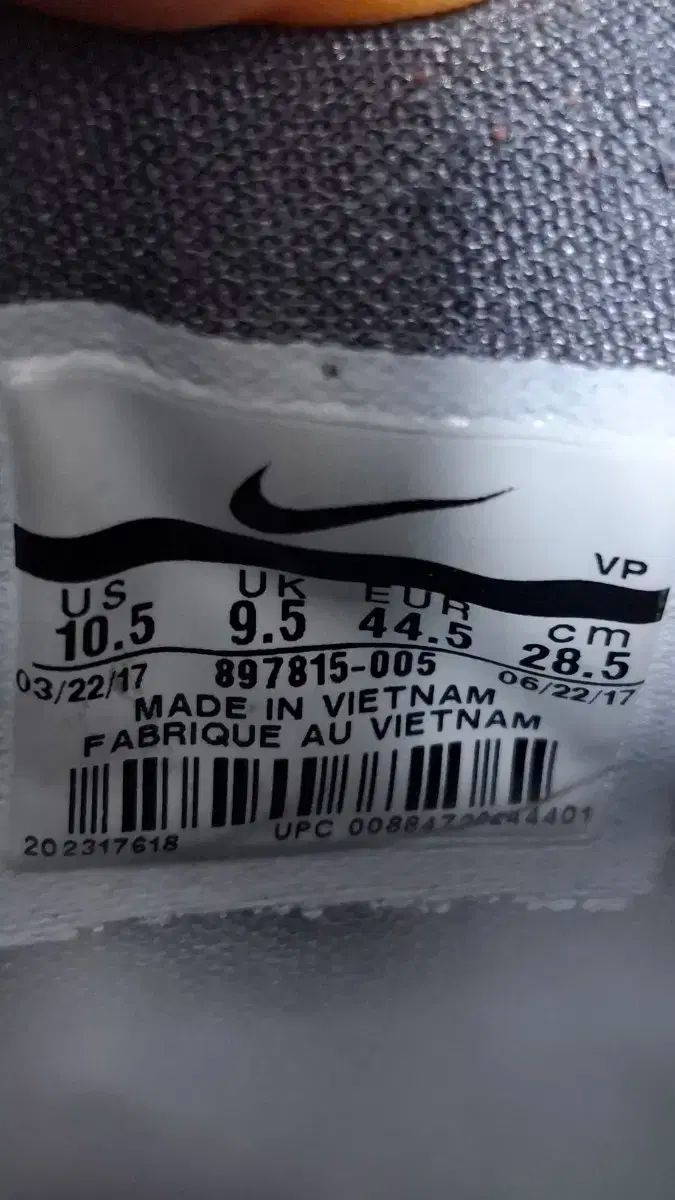 VP
US UK EUR cm
10.5 9.5 44.5 28.5
03/22/17 897815-005 06/22/17
MADE IN VIETNAM
FABRIQUE AU VIETNAM
202317618 UPC